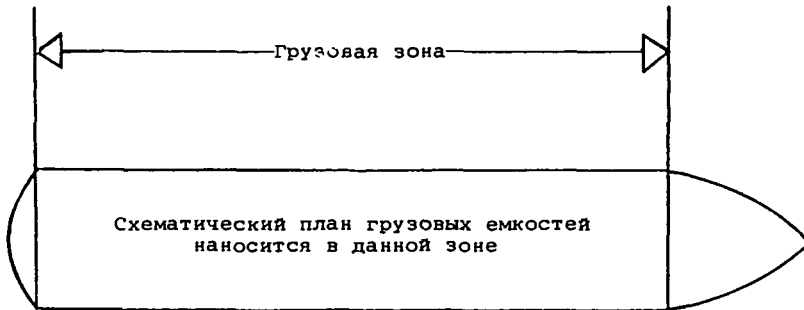 Грузовая зона
Схематический план грузовых емкостей
наносится в данной зоне